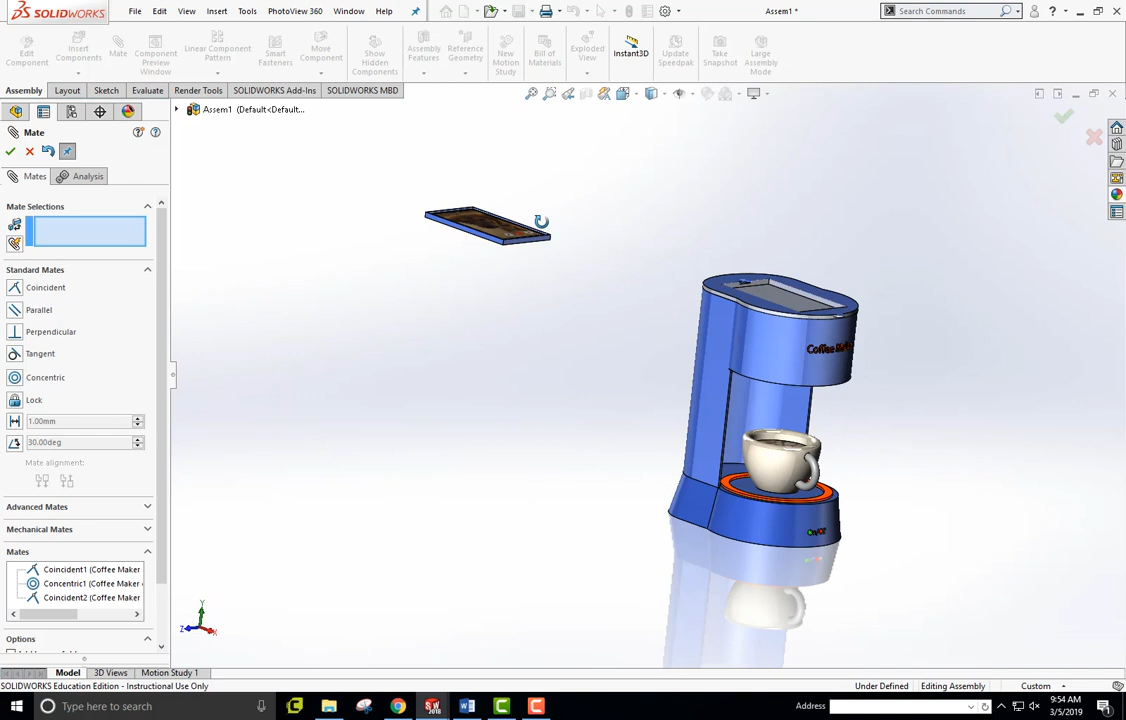 SOLIDWORKS File Edit View Insert Tools PhotoView 360 Window Help Assem1 * Search Commands
Edit Component Insert Components Mate Component Preview Window Linear Component Pattern Smart Fasteners Move Component Show Hidden Components Assembly Features Reference Geometry New Motion Study Bill of Materials Exploded View Instant3D Update Speedpak Take Snapshot Large Assembly Mode
Assembly Layout Sketch Evaluate Render Tools SOLIDWORKS Add-Ins SOLIDWORKS MBD
Assem1 (Default<Default...
Mate
Mates Analysis
Mate Selections
Standard Mates
Coincident
Parallel
Perpendicular
Tangent
Concentric
Lock
1.00mm
30.00deg
Mate alignment:
Advanced Mates
Mechanical Mates
Mates
Coincident1 (Coffee Maker
Concentric1 (Coffee Maker
Coincident2 (Coffee Maker
Options
Coffee
On/Off
Y
Z X
Model 3D Views Motion Study 1
SOLIDWORKS Education Edition - Instructional Use Only Under Defined Editing Assembly Custom
Type here to search Address 9:54 AM
3/5/2019